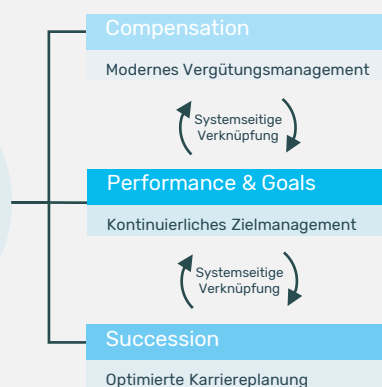 Compensation
Modernes Vergütungsmanagement
Systemseitige
Verknüpfung
Performance & Goals
Kontinuierliches Zielmanagement
Systemseitige
Verknüpfung
Succession
Optimierte Karriereplanung